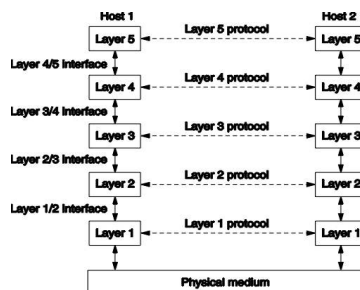 Host 1 Host 2
Layer 5 Layer 5 protocol Layer 5
Layer 4/5 interface
Layer 4 Layer 4 protocol Layer 4
Layer 3/4 interface
Layer 3 Layer 3 protocol Layer 3
Layer 2/3 interface
Layer 2 Layer 2 protocol Layer 2
Layer 1/2 interface
Layer 1 Layer 1 protocol Layer 1
Physical medium